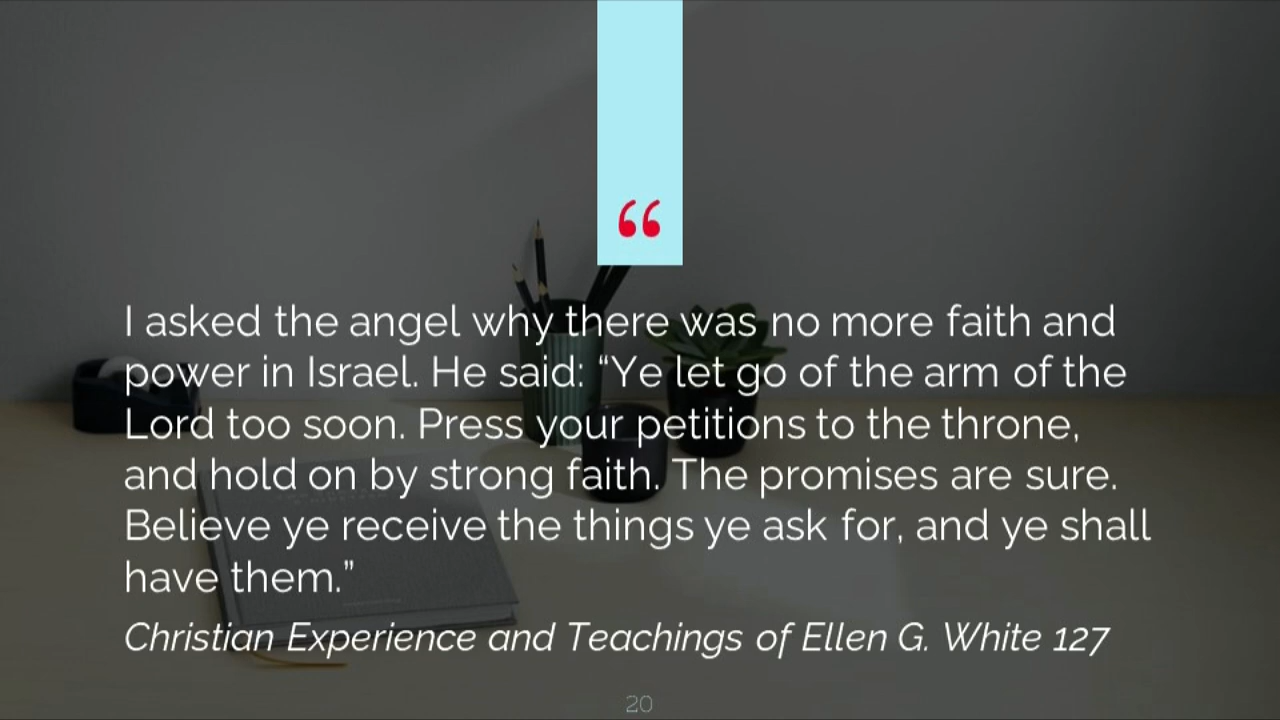 “
I asked the angel why there was no more faith and
power in Israel. He said: “Ye let go of the arm of the
Lord too soon. Press your petitions to the throne,
and hold on by strong faith. The promises are sure.
Believe ye receive the things ye ask for, and ye shall
have them.”
Christian Experience and Teachings of Ellen G. White 127
20